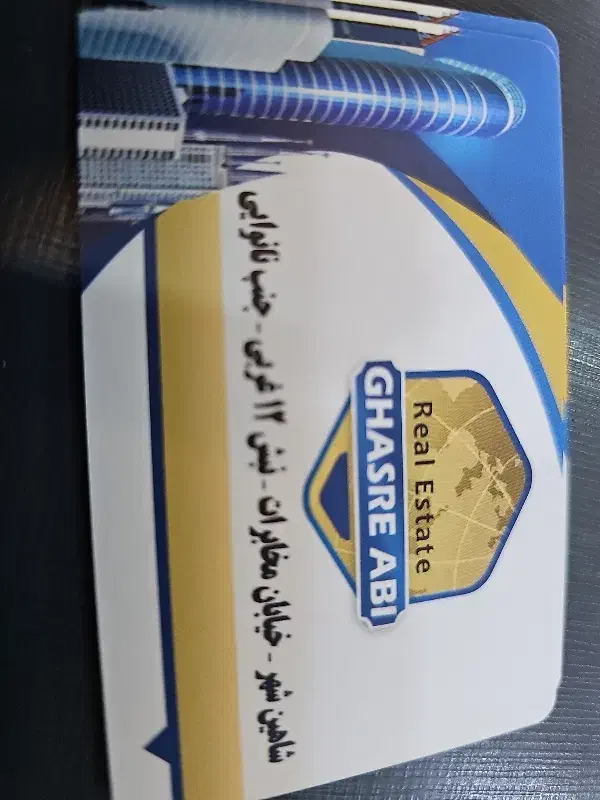 Real Estate
GHASRE ABI
شاهین شهر - خیابان مخابرات - نبش ۱۲ غربی - جنب نانوایی